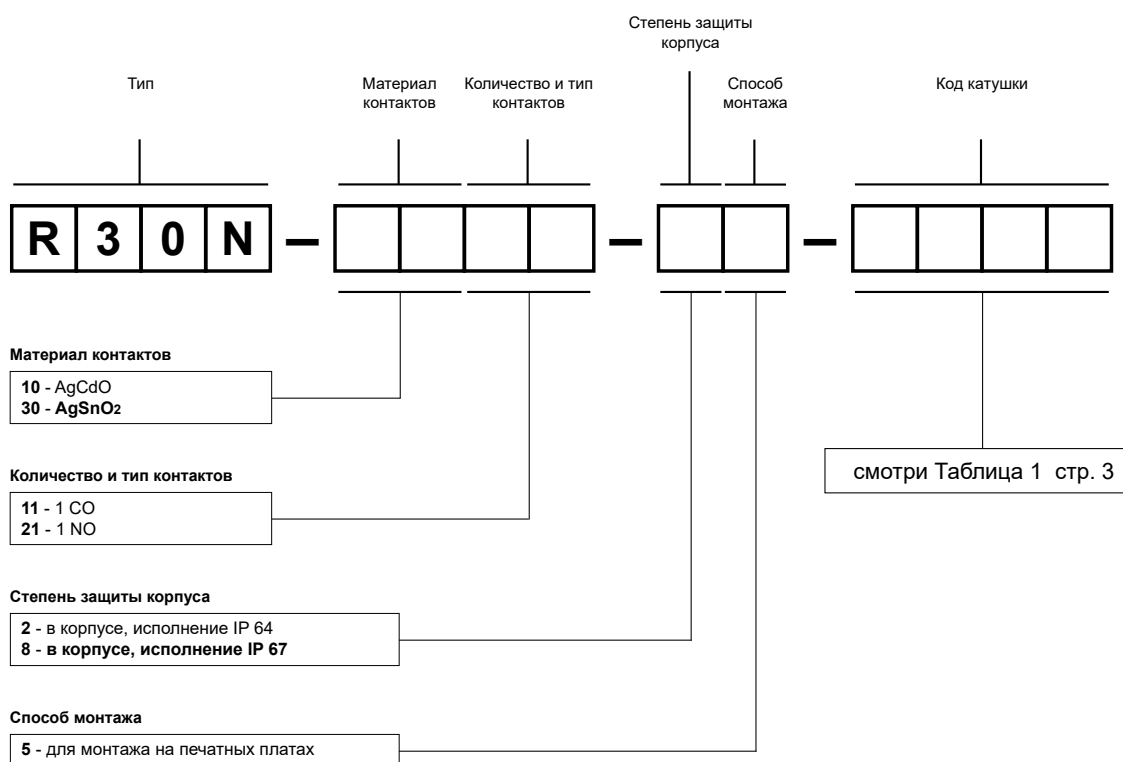 Степень защиты
корпуса
Тип
Материал
контактов
Количество и тип
контактов
Способ
монтажа
Код катушки
R 3 0 N – – –
Материал контактов
10 - AgCdO
30 - AgSnO2
Количество и тип контактов
11 - 1 CO
21 - 1 NO
смотри Таблица 1 стр. 3
Степень защиты корпуса
2 - в корпусе, исполнение IP 64
8 - в корпусе, исполнение IP 67
Способ монтажа
5 - для монтажа на печатных платах